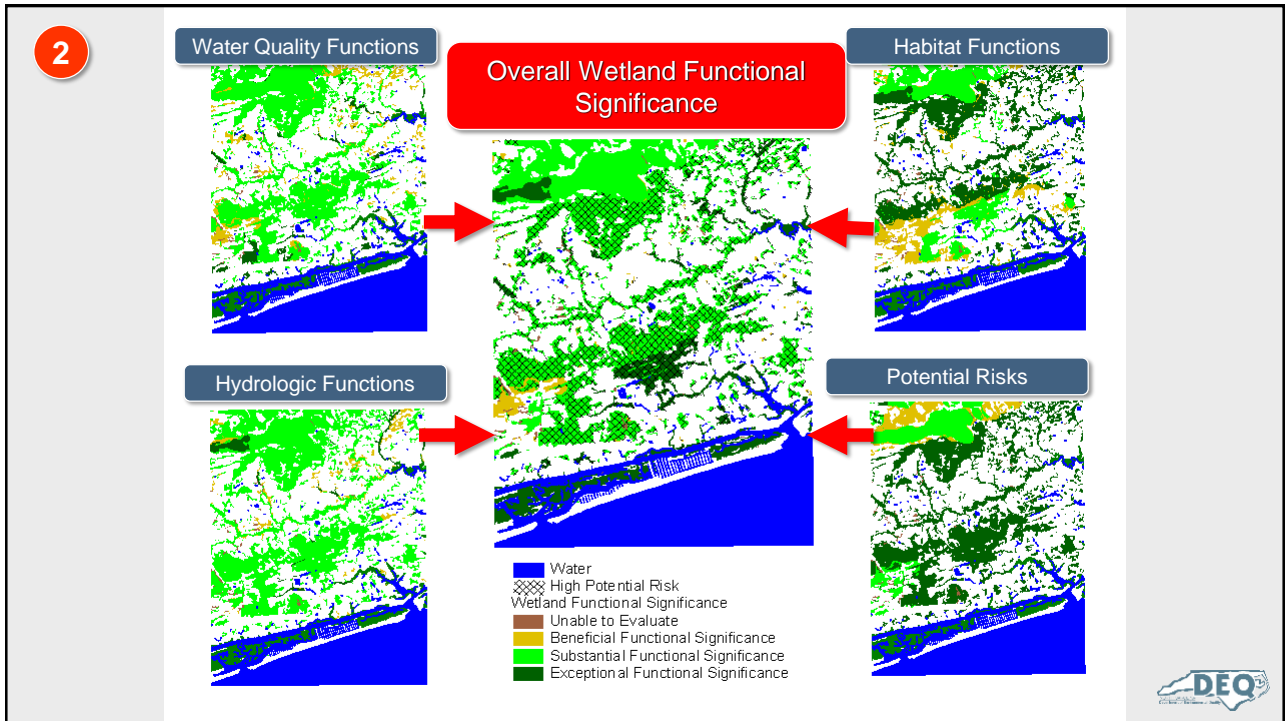 2
Water Quality Functions
Overall Wetland Functional
Significance
Habitat Functions
Hydrologic Functions
Potential Risks
Water
High Potential Risk
Wetland Functional Significance
Unable to Evaluate
Beneficial Functional Significance
Substantial Functional Significance
Exceptional Functional Significance
DEQ